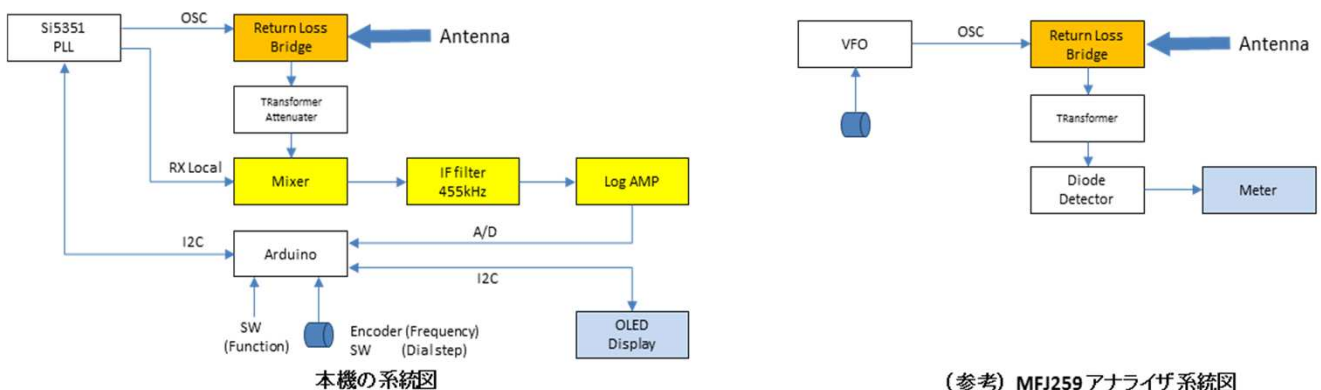 Si5351
PLL
OSC
Return Loss
Bridge
Antenna
TRansformer
Attenuater
RX Local
Mixer
IF filter
455kHz
Log AMP
A/D
I2C
Arduino
I2C
SW
(Function)
Encoder (Frequency)
SW (Dial step)
OLED
Display
本機の系統図
VFO
OSC
Return Loss
Bridge
Antenna
TRansformer
Diode
Detector
Meter
(参考) MFJ259 アナライザ系統図